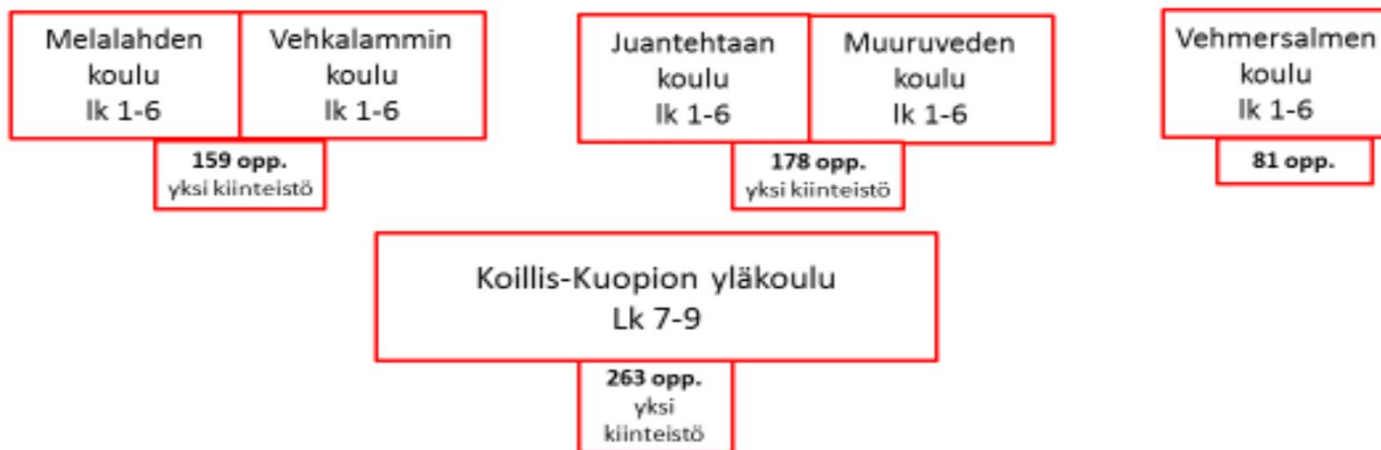 Melalahden
koulu
lk 1-6
Vehkalammin
koulu
lk 1-6
159 opp.
yksi kiinteistö
Juantehtaan
koulu
lk 1-6
Muuruveden
koulu
lk 1-6
178 opp.
yksi kiinteistö
Vehmersalmen
koulu
lk 1-6
81 opp.
Koillis-Kuopion yläkoulu
Lk 7-9
263 opp.
yksi
kiinteistö